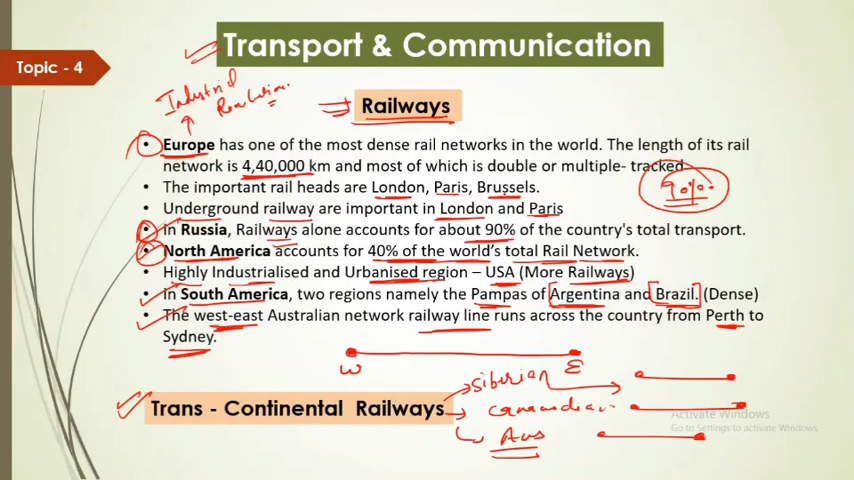 Transport & Communication
Topic - 4
Industrial
Revolution.
Railways
• Europe has one of the most dense rail networks in the world. The length of its rail
network is 4,40,000 km and most of which is double or multiple- tracked
90%
• The important rail heads are London, Paris, Brussels.
• Underground railway are important in London and Paris
• In Russia, Railways alone accounts for about 90% of the country's total transport.
• North America accounts for 40% of the world's total Rail Network.
• Highly Industrialised and Urbanised region – USA (More Railways)
• In South America, two regions namely the Pampas of Argentina and Brazil. (Dense)
• The west-east Australian network railway line runs across the country from Perth to
Sydney.
W E
Siberian
Trans - Continental Railways
Canadian
Aus
Activate Windows
Go to Settings to activate Windows.